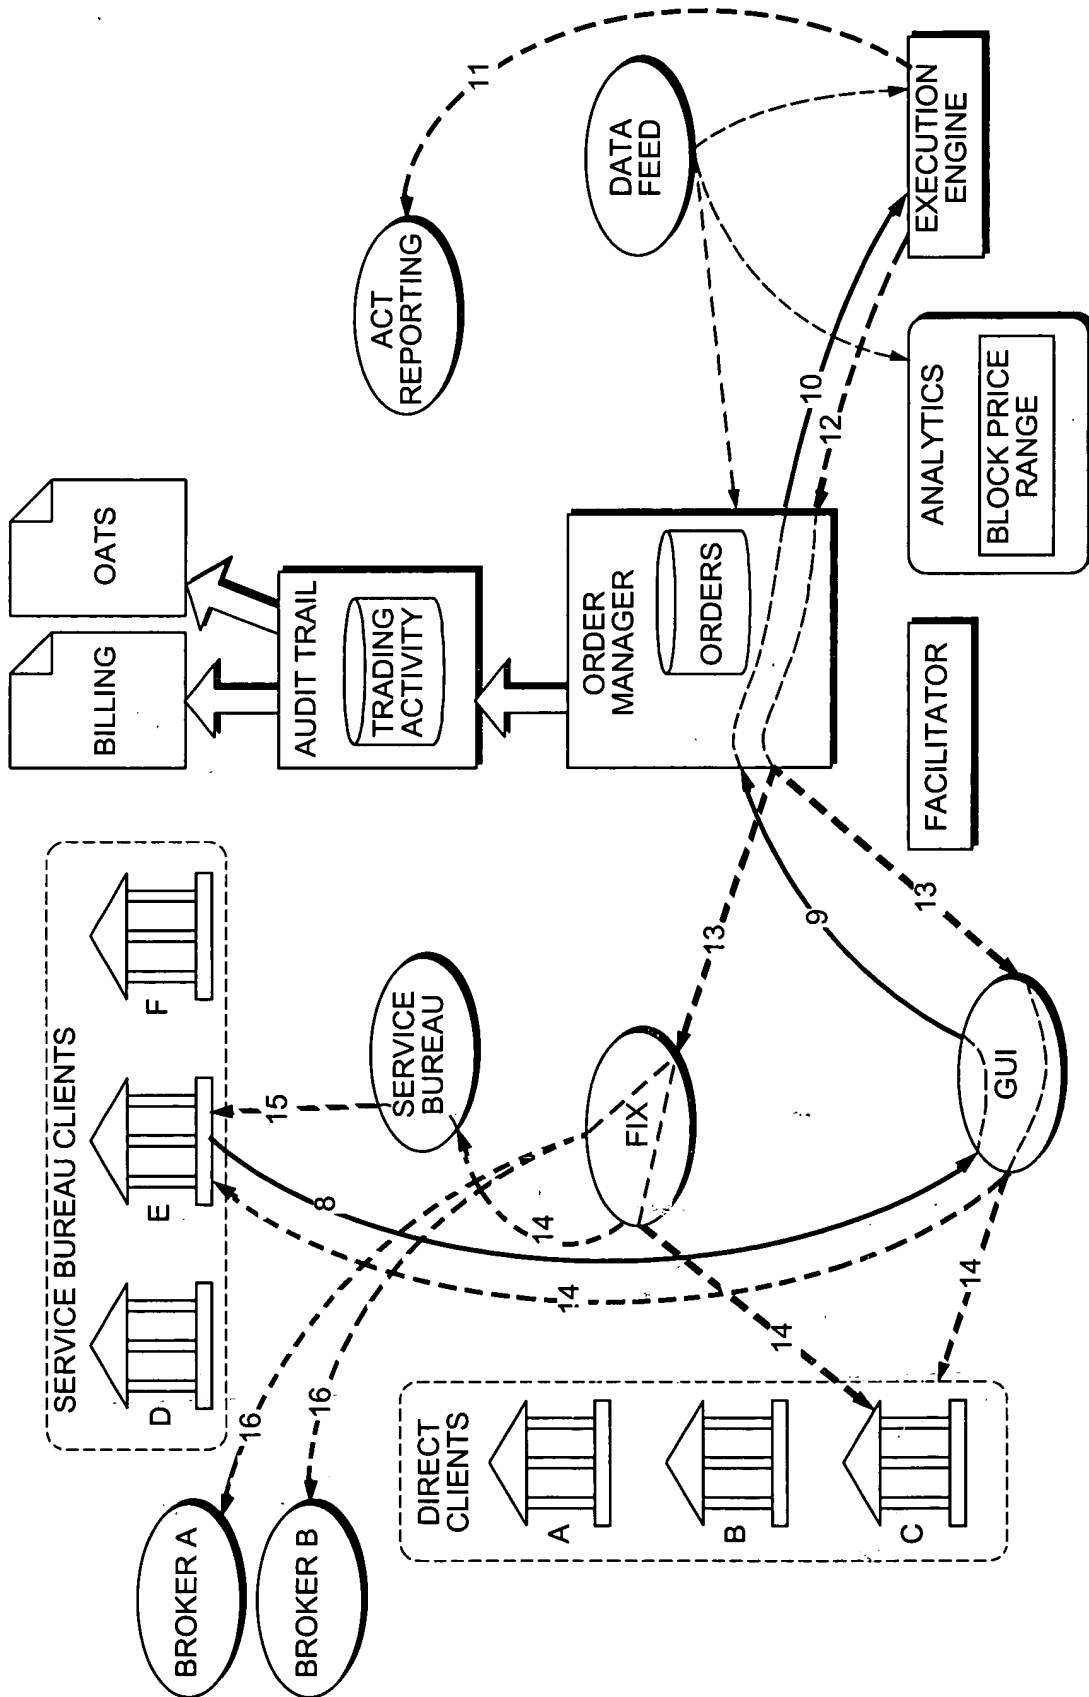 SERVICE BUREAU CLIENTS
D
E
F
BILLING
OATS
AUDIT TRAIL
TRADING
ACTIVITY
ORDER
MANAGER
ORDERS
ACT
REPORTING
11
DATA
FEED
BROKER A
BROKER B
16
16
15
SERVICE
BUREAU
8
14
14
14
14
FIX
13
13
9
10
12
DIRECT
CLIENTS
A
B
C
GUI
FACILITATOR
ANALYTICS
BLOCK PRICE
RANGE
EXECUTION
ENGINE